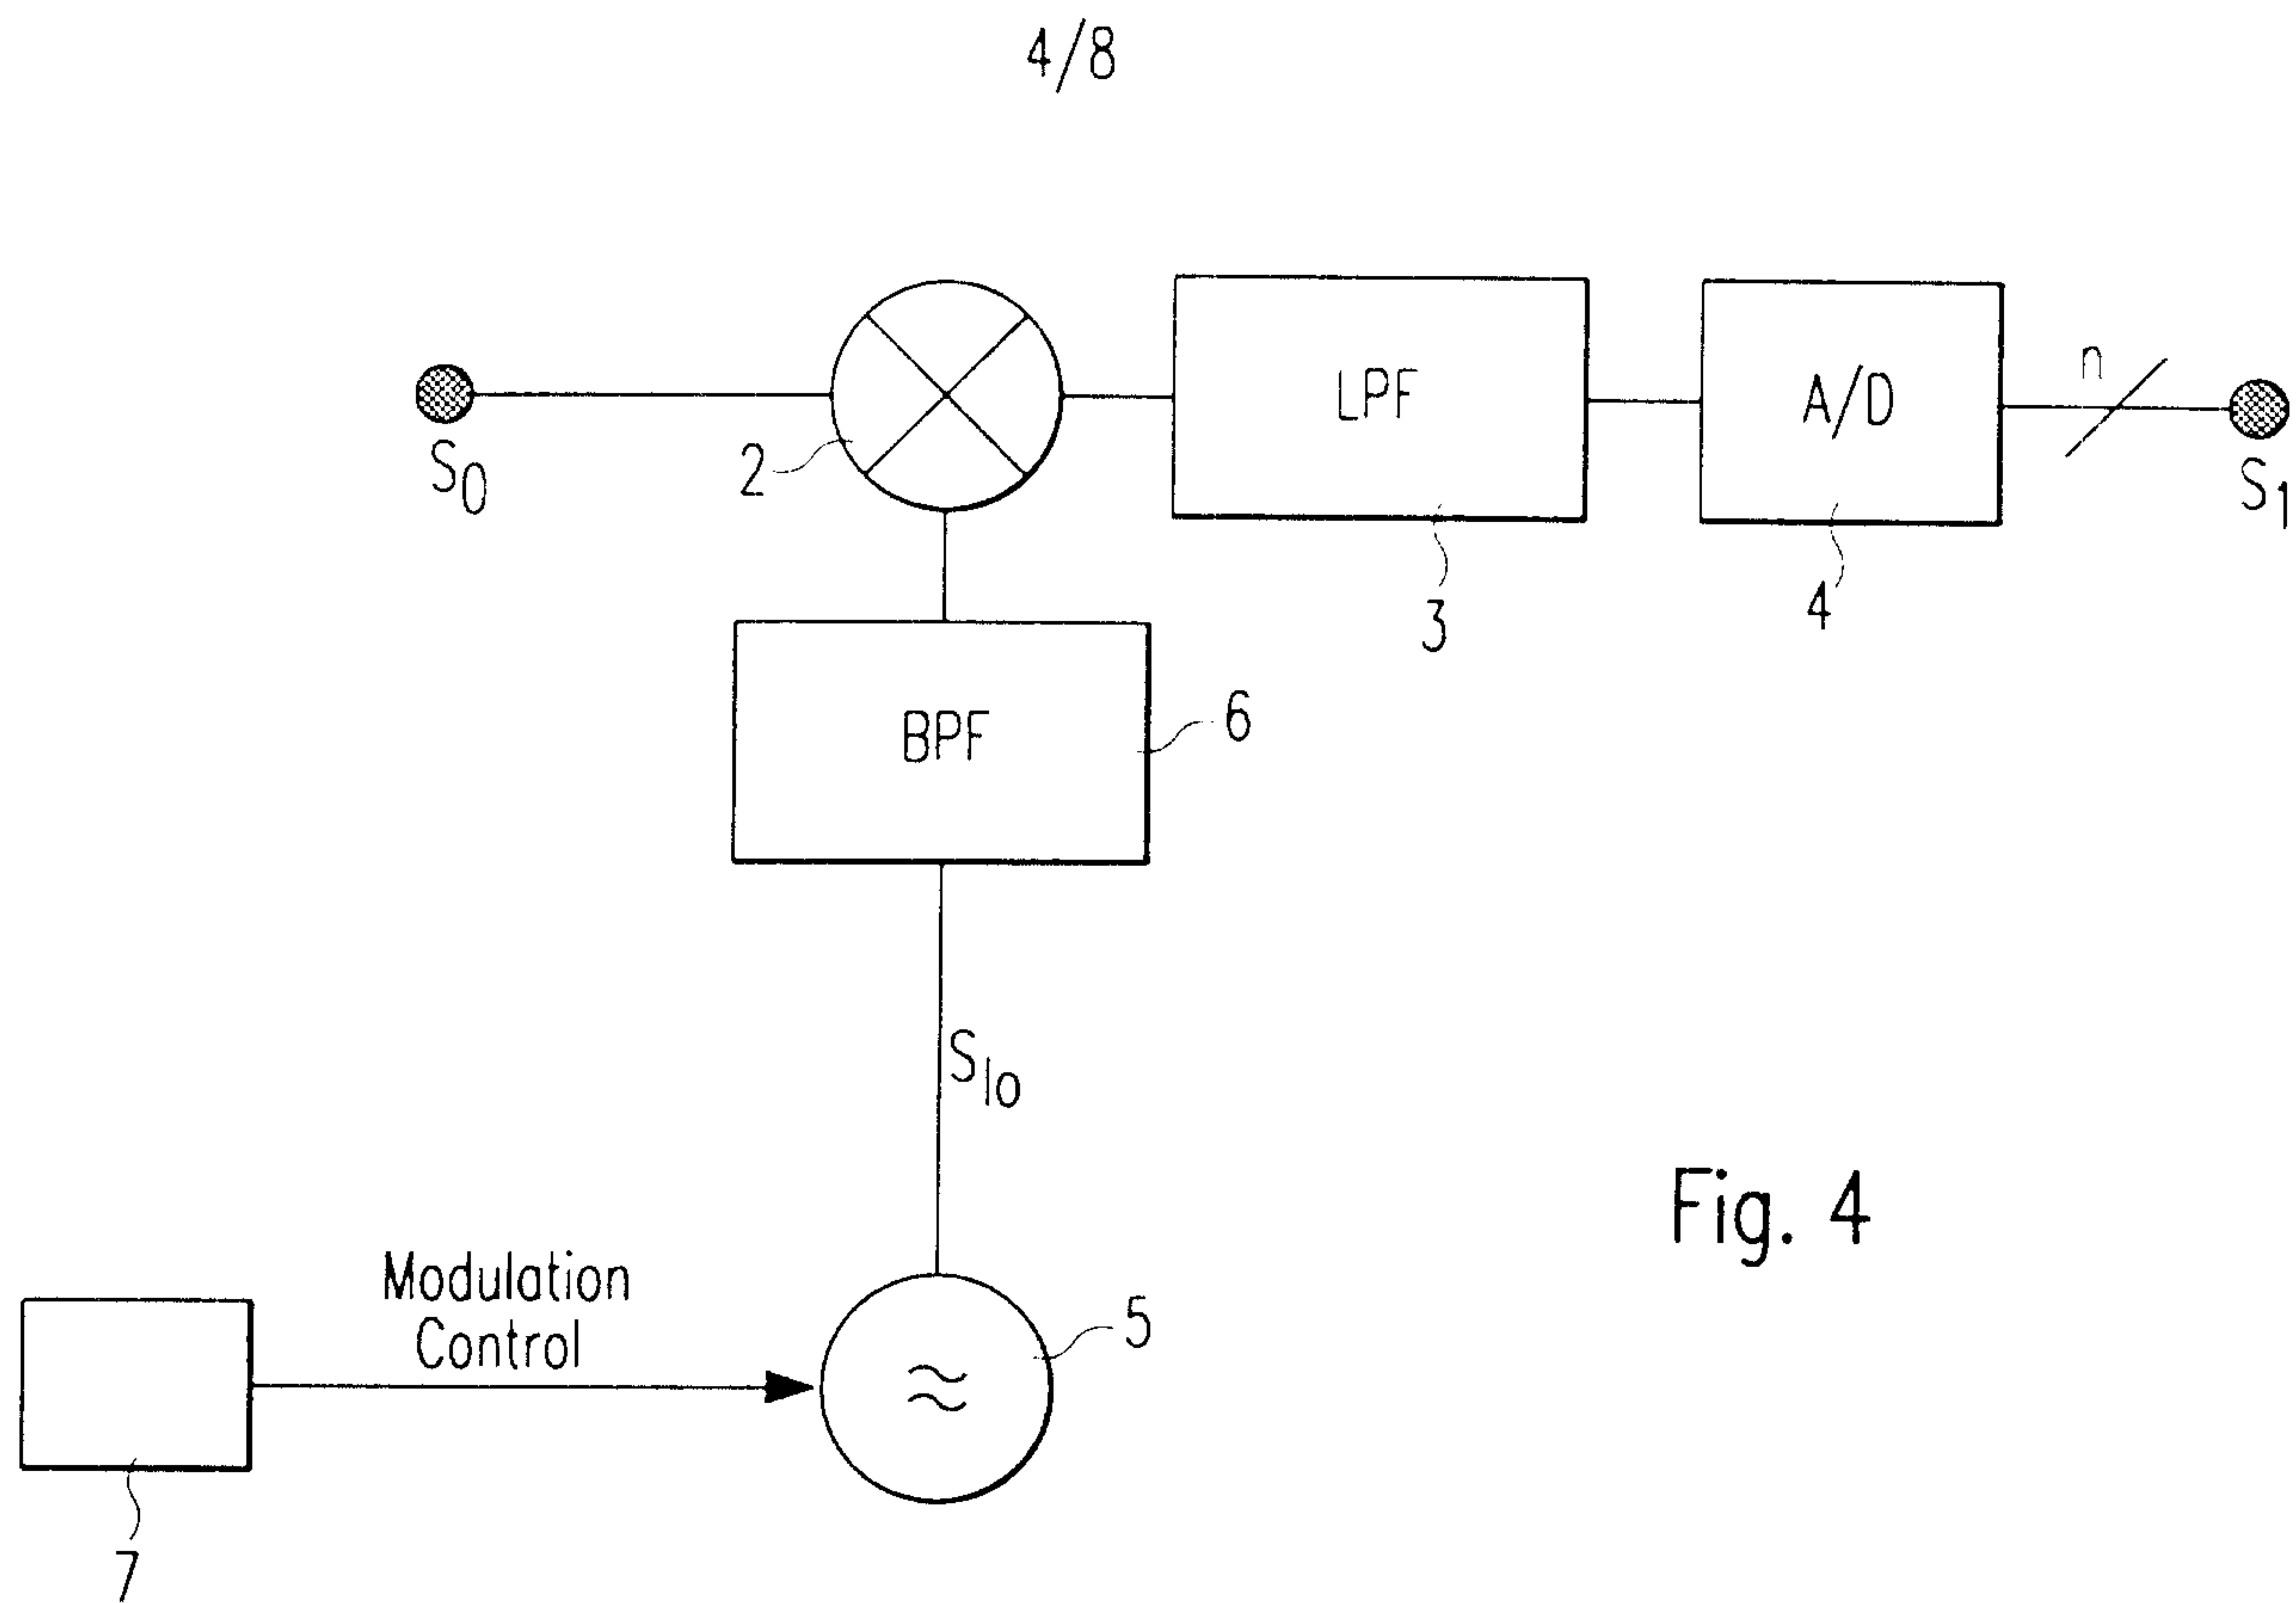 4/8
n
LPF
A/D
S0
2
S1
3
4
BPF
6
Slo
Fig. 4
Modulation
Control
5
7